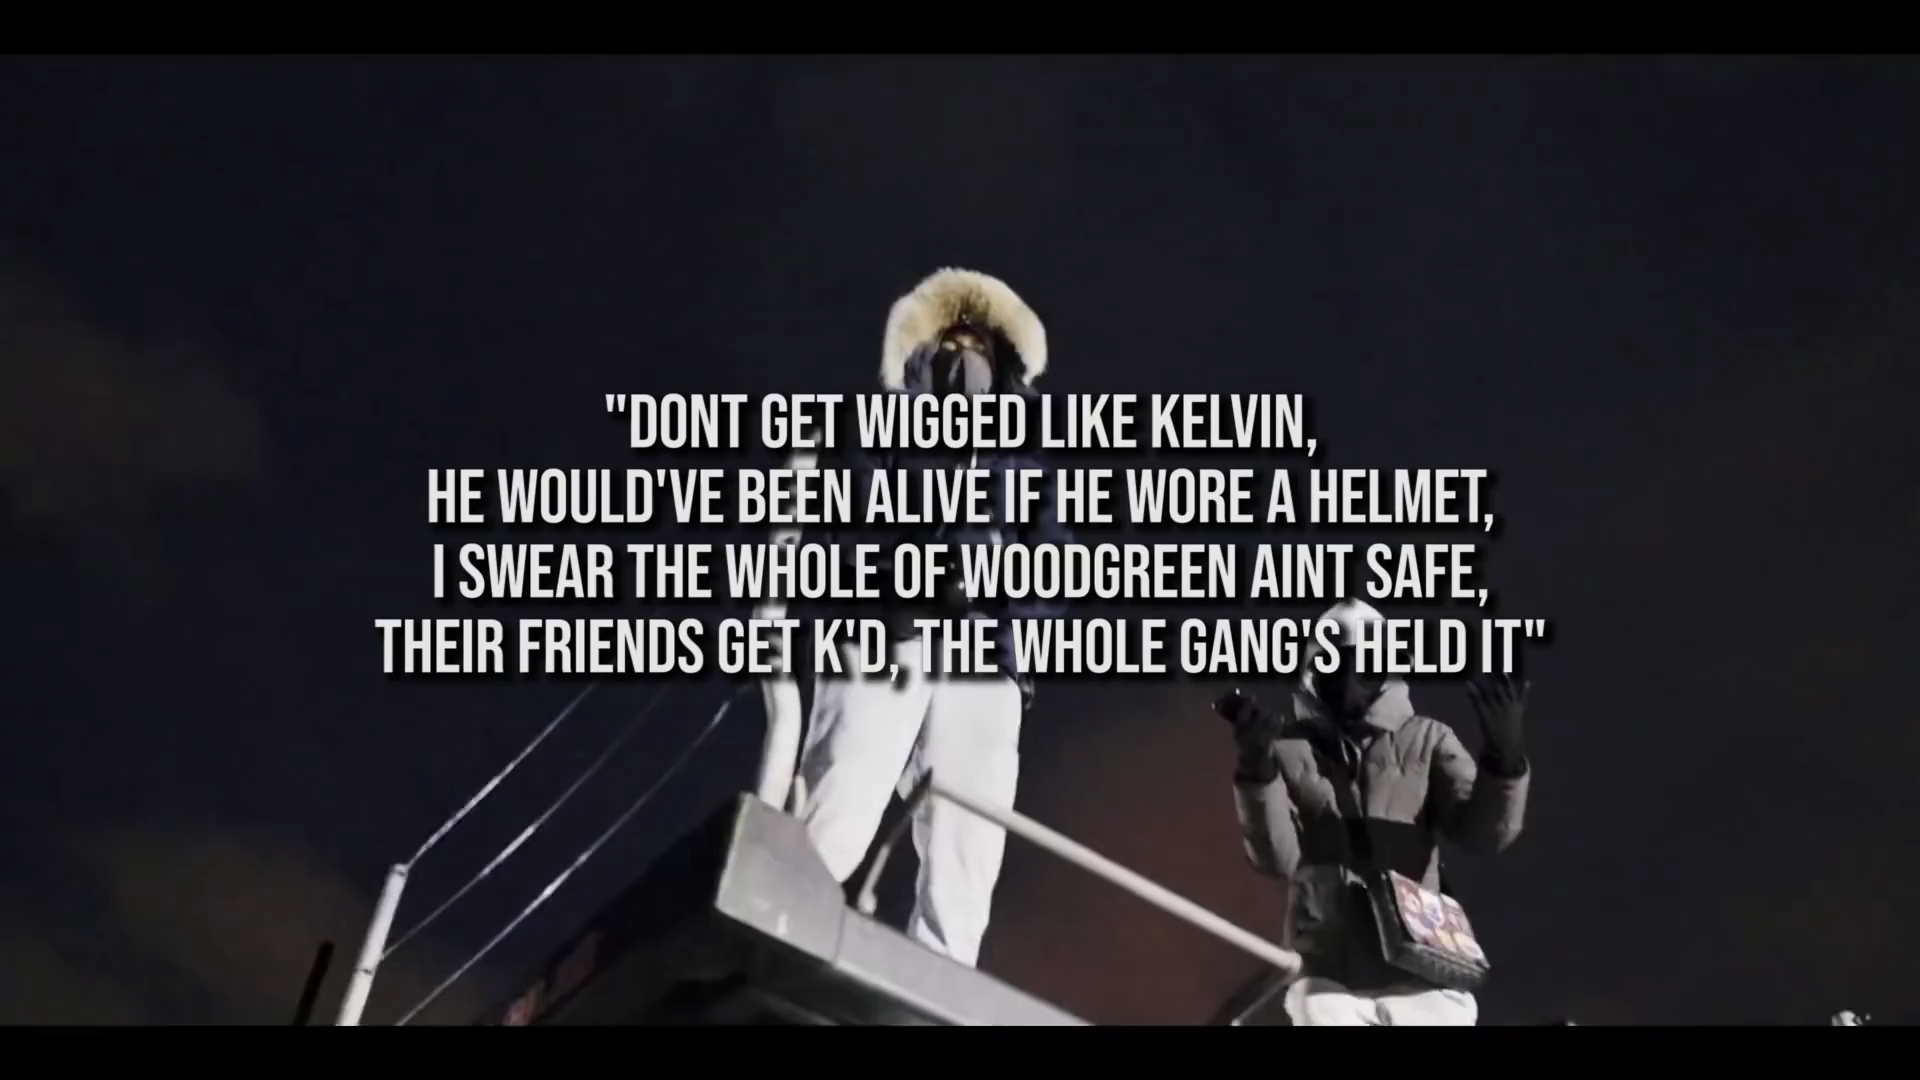 "DONT GET WIGGED LIKE KELVIN,
HE WOULD'VE BEEN ALIVE IF HE WORE A HELMET,
I SWEAR THE WHOLE OF WOODGREEN AINT SAFE,
THEIR FRIENDS GET K'D, THE WHOLE GANG'S HELD IT"